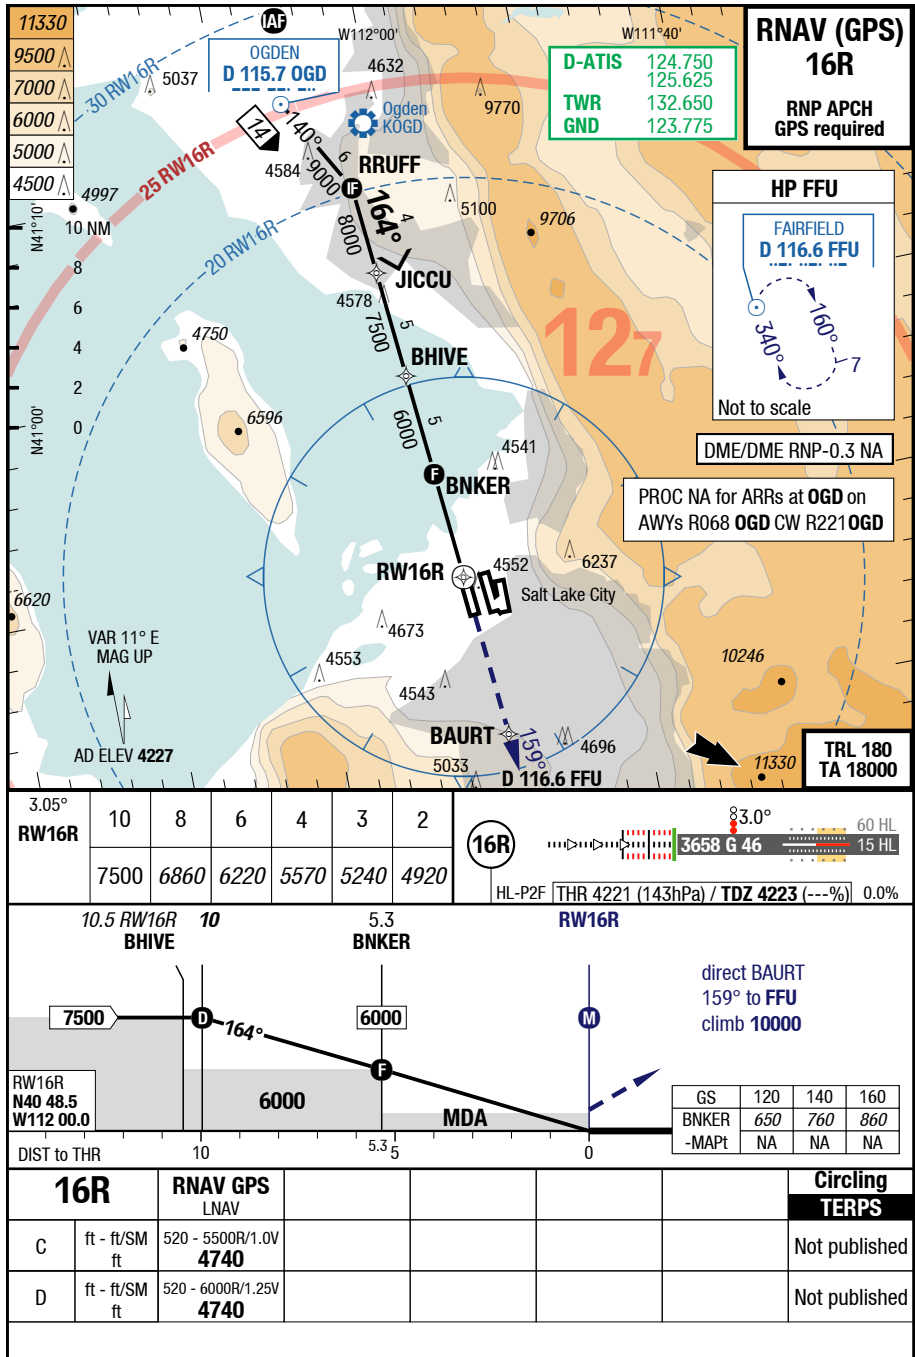 11330
9500
7000
6000
5000
4500
IAF
W112°00'
W111°40'
RNAV (GPS)
16R
RNP APCH
GPS required
OGDEN
D 115.7 OGD
D-ATIS 124.750
125.625
TWR 132.650
GND 123.775
30 RW16R
5037
4632
9770
Ogden
KOGD
14
140°
6
9000
4584
RRUFF
IF
25 RW16R
4997
10 NM
N41°10'
20 RW16R
164°
4
8000
5100
9706
HP FFU
FAIRFIELD
D 116.6 FFU
160°
340°
7
Not to scale
8
JICCU
4578
6
5
7500
127
4750
4
BHIVE
2
6596
5
6000
0
N41°00'
4541
DME/DME RNP-0.3 NA
F
BNKER
PROC NA for ARRs at OGD on
AWYs R068 OGD CW R221 OGD
6237
4552
RW16R
Salt Lake City
6620
4673
VAR 11° E
MAG UP
4553
10246
4543
BAURT
159°
4696
AD ELEV 4227
5033
D 116.6 FFU
11330
TRL 180
TA 18000
3.05°
RW16R
10 8 6 4 3 2
7500 6860 6220 5570 5240 4920
16R
3.0°
60 HL
3658 G 46
15 HL
HL-P2F THR 4221 (143hPa) / TDZ 4223 (---%) 0.0%
10.5 RW16R 10 5.3 RW16R
BHIVE BNKER
direct BAURT
159° to FFU
climb 10000
7500
D
164°
6000
M
F
RW16R
N40 48.5
W112 00.0
6000
MDA
GS 120 140 160
BNKER 650 760 860
-MAPt NA NA NA
DIST to THR 10 5.3 5 0
16R
RNAV GPS
LNAV
Circling
TERPS
C
ft - ft/SM
ft
520 - 5500R/1.0V
4740
Not published
D
ft - ft/SM
ft
520 - 6000R/1.25V
4740
Not published